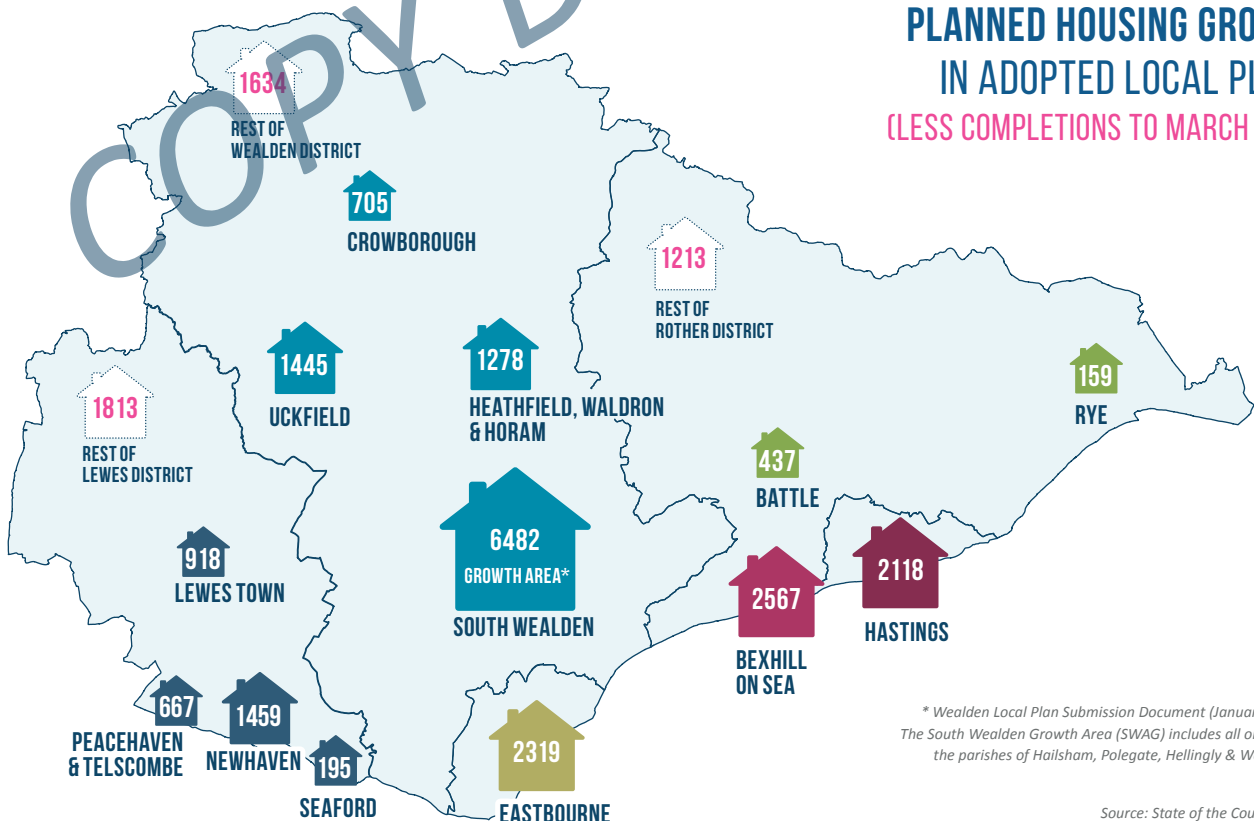 PLANNED HOUSING
IN ADOPTED LOCAL
(LESS COMPLETIONS TO MARCH
COPY
1634
REST OF
WEALDEN DISTRICT
705
CROWBOROUGH
1213
REST OF
ROTHER DISTRICT
1445
UCKFIELD
1278
HEATHFIELD, WALDRON
& HORAM
159
RYE
1813
REST OF
LEWES DISTRICT
437
BATTLE
6482
GROWTH AREA*
SOUTH WEALDEN
918
LEWES TOWN
2567
BEXHILL
ON SEA
2118
HASTINGS
667
PEACEHAVEN
& TELSCOMBE
1459
NEWHAVEN
195
SEAFORD
2319
EASTBOURNE
* Wealden Local Plan Submission Document
The South Wealden Growth Area (SWAG) includes all
the parishes of Hailsham, Polegate, Hellingly &
Source: State of the